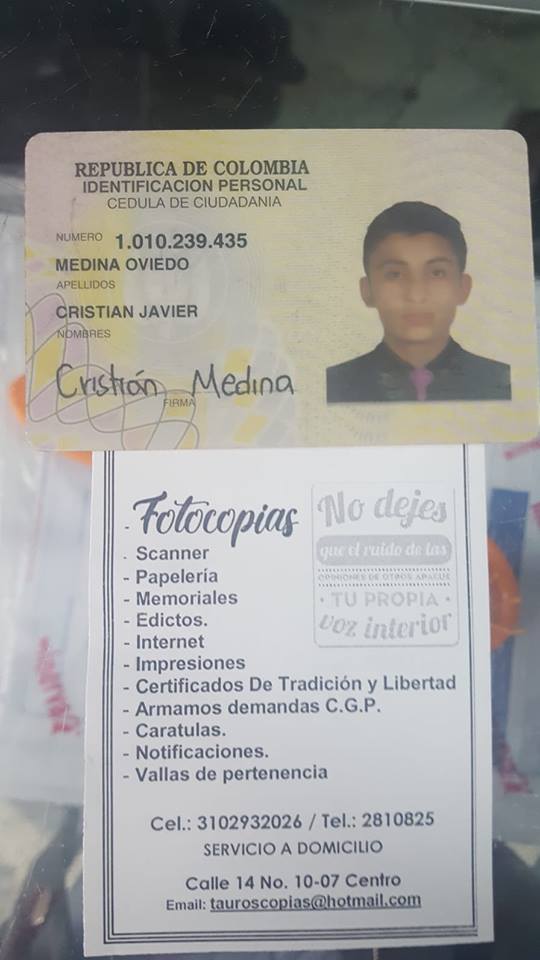 REPUBLICA DE COLOMBIA
IDENTIFICACION PERSONAL
CEDULA DE CIUDADANIA
NUMERO 1.010.239.435
MEDINA OVIEDO
APELLIDOS
CRISTIAN JAVIER
NOMBRES
Cristián Medina
FIRMA
- Fotocopias
- Scanner
- Papelería
- Memoriales
- Edictos.
- Internet
- Impresiones
- Certificados De Tradición y Libertad
- Armamos demandas C.G.P.
- Caratulas.
- Notificaciones.
- Vallas de pertenencia
No dejes
que el ruido de las
OPINIONES DE OTROS APAGUE
• TU PROPIA •
voz interior
Cel.: 3102932026 / Tel.: 2810825
SERVICIO A DOMICILIO
Calle 14 No. 10-07 Centro
Email: tauroscopias@hotmail.com